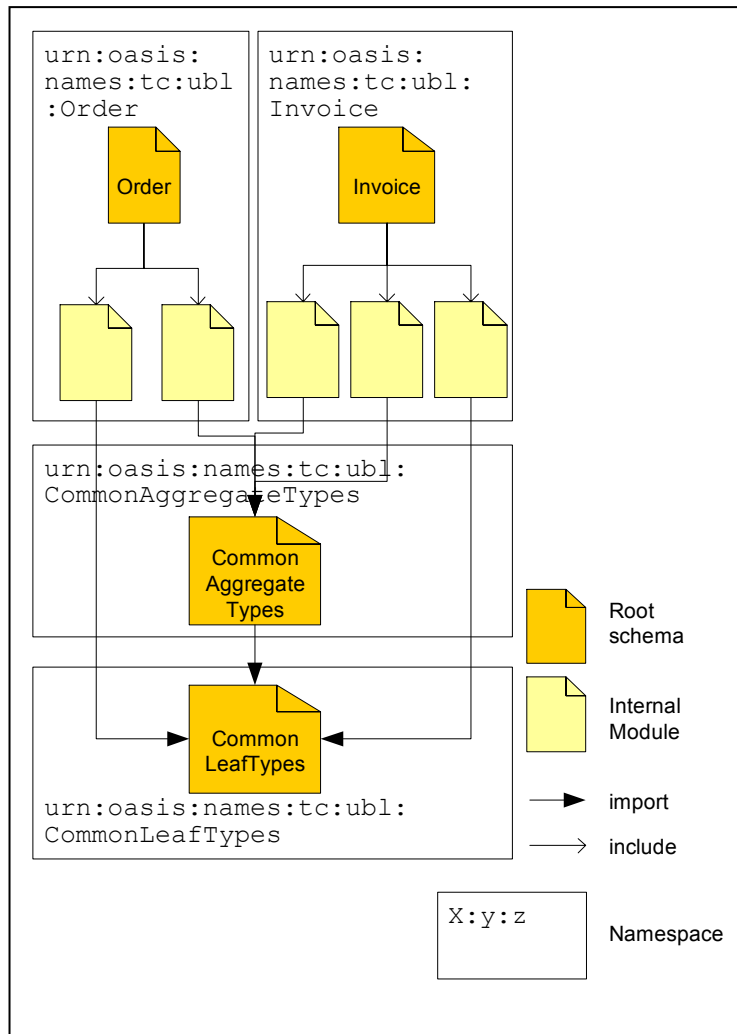 urn:oasis:
names:tc:ubl
:Order
urn:oasis:
names:tc:ubl:
Invoice
Order
Invoice
urn:oasis:names:tc:ubl:
CommonAggregateTypes
Common
Aggregate
Types
Common
LeafTypes
urn:oasis:names:tc:ubl:
CommonLeafTypes
Root
schema
Internal
Module
import
include
X:y:z
Namespace